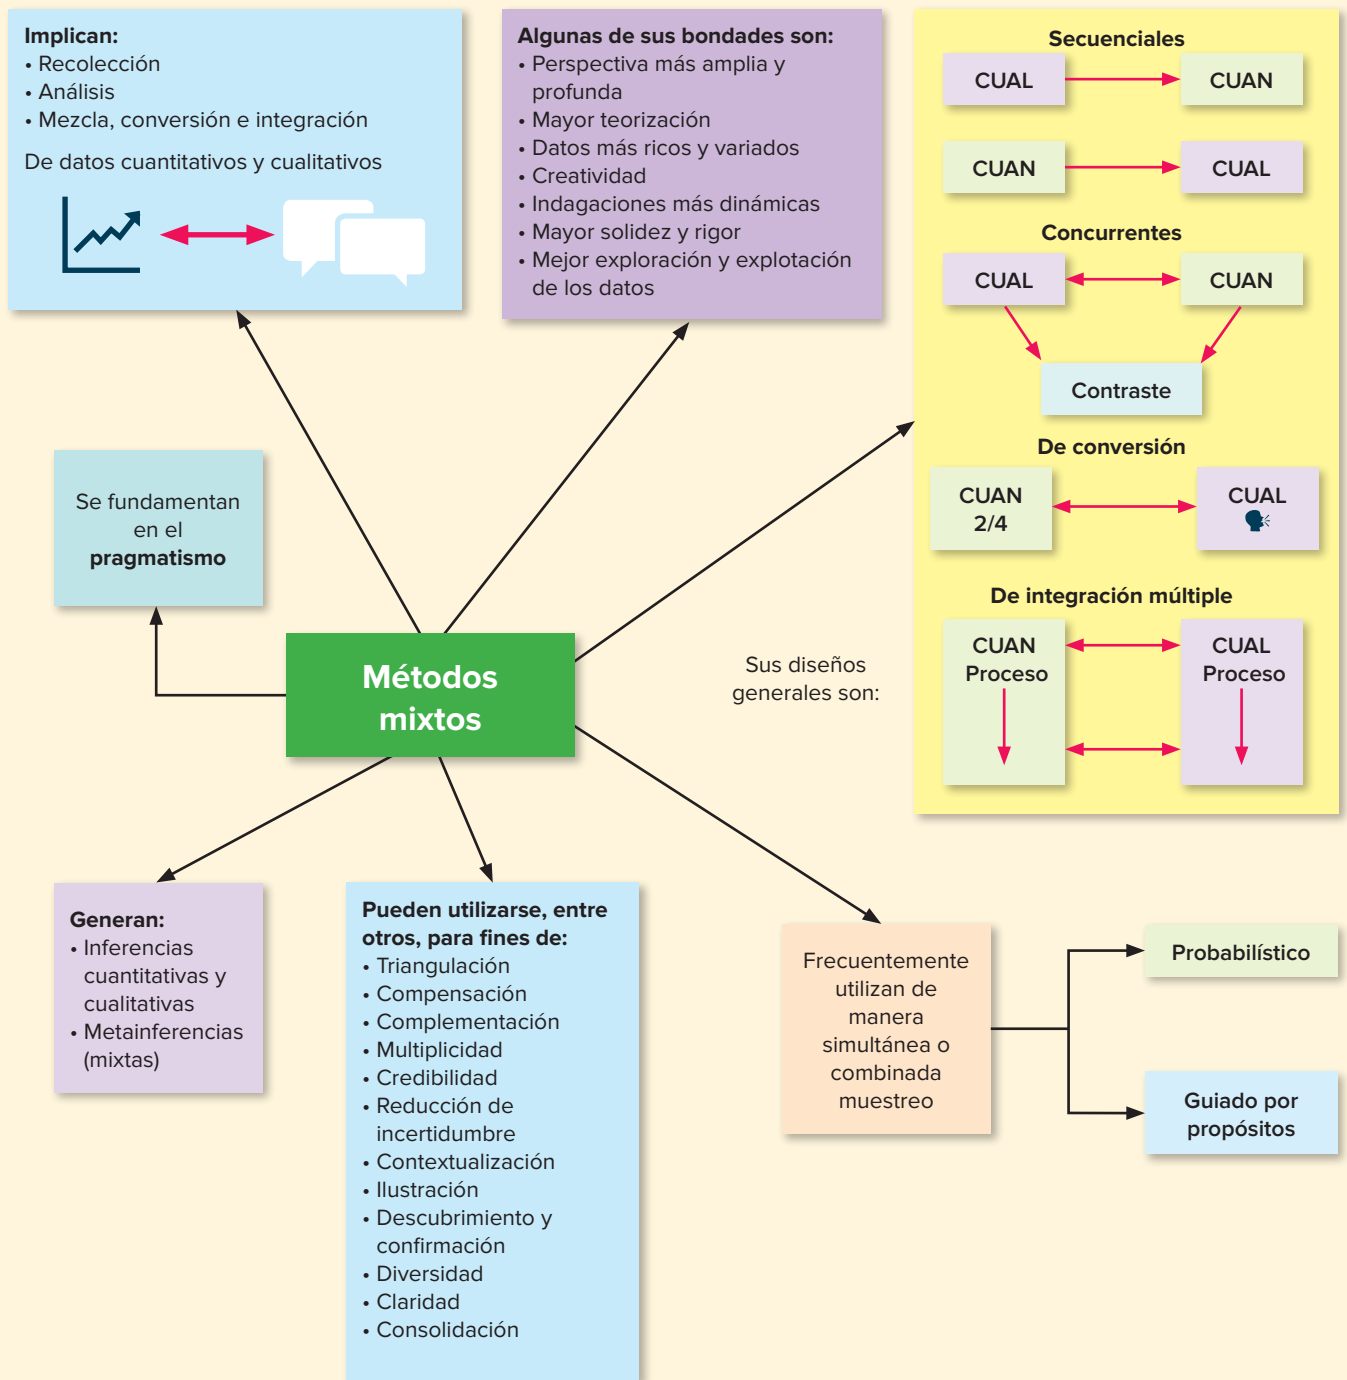 Implican:
• Recolección
• Análisis
• Mezcla, conversión e integración
De datos cuantitativos y cualitativos
Algunas de sus bondades son:
• Perspectiva más amplia y
profunda
• Mayor teorización
• Datos más ricos y variados
• Creatividad
• Indagaciones más dinámicas
• Mayor solidez y rigor
• Mejor exploración y explotación
de los datos
Secuenciales
CUAL
CUAN
CUAN
CUAL
Concurrentes
CUAL
CUAN
Contraste
De conversión
CUAN
2/4
CUAL
De integración múltiple
CUAN
Proceso
CUAL
Proceso
Se fundamentan
en el
pragmatismo
Métodos
mixtos
Sus diseños
generales son:
Generan:
• Inferencias
cuantitativas y
cualitativas
• Metainferencias
(mixtas)
Pueden utilizarse, entre
otros, para fines de:
• Triangulación
• Compensación
• Complementación
• Multiplicidad
• Credibilidad
• Reducción de
incertidumbre
• Contextualización
• Ilustración
• Descubrimiento y
confirmación
• Diversidad
• Claridad
• Consolidación
Frecuentemente
utilizan de
manera
simultánea o
combinada
muestreo
Probabilístico
Guiado por
propósitos